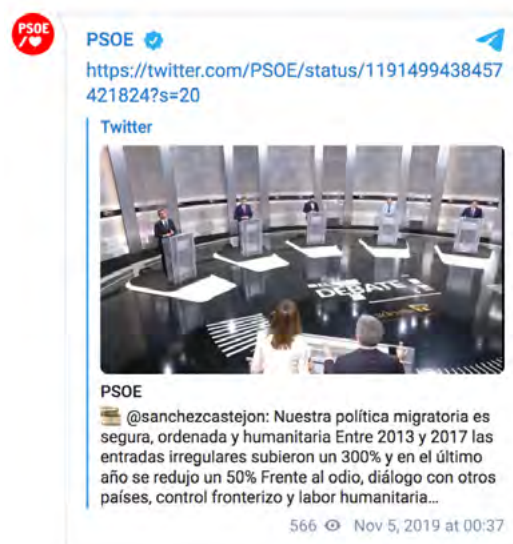 PSOE
PSOE
https://twitter.com/PSOE/status/1191499438457
421824?s=20
Twitter
DEBATE
PSOE
@sanchezcastejon: Nuestra política migratoria es
segura, ordenada y humanitaria Entre 2013 y 2017 las
entradas irregulares subieron un 300% y en el último
año se redujo un 50% Frente al odio, diálogo con otros
países, control fronterizo y labor humanitaria...
566 Nov 5, 2019 at 00:37